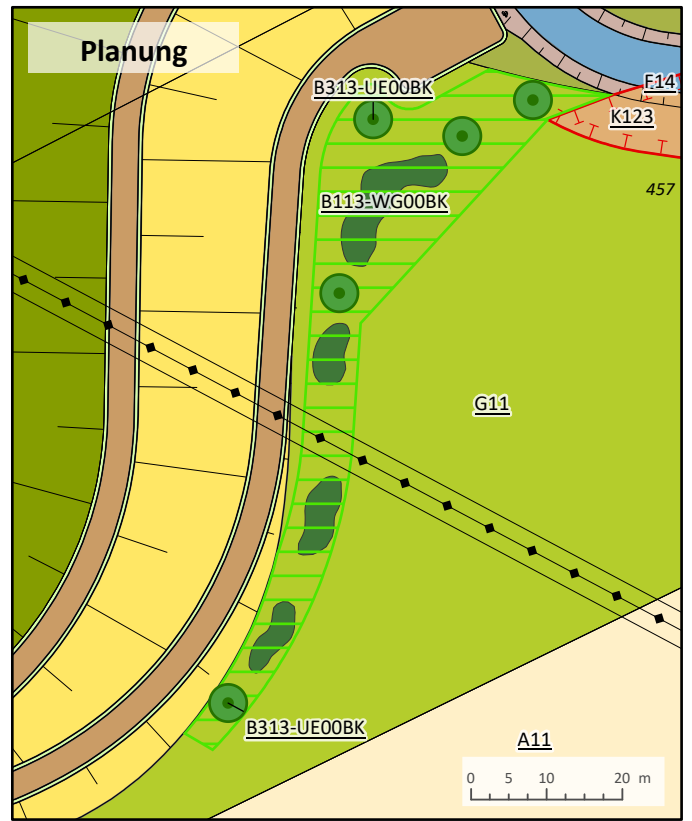 Planung
B313-UE00BK
F14
K123
457
B113-WG00BK
G11
B313-UE00BK
A11
0 5 10 20 m